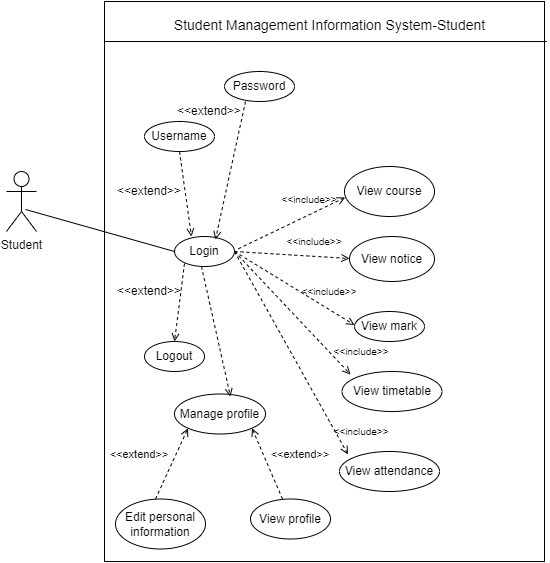 Student Management Information System-Student
Password
<<extend>>
Username
<<extend>>
View course
<<include>>
Student
Login
<<include>>
View notice
<<extend>>
<<include>>
View mark
Logout
<<include>>
View timetable
Manage profile
<<include>>
<<extend>>
<<extend>>
View attendance
Edit personal
information
View profile